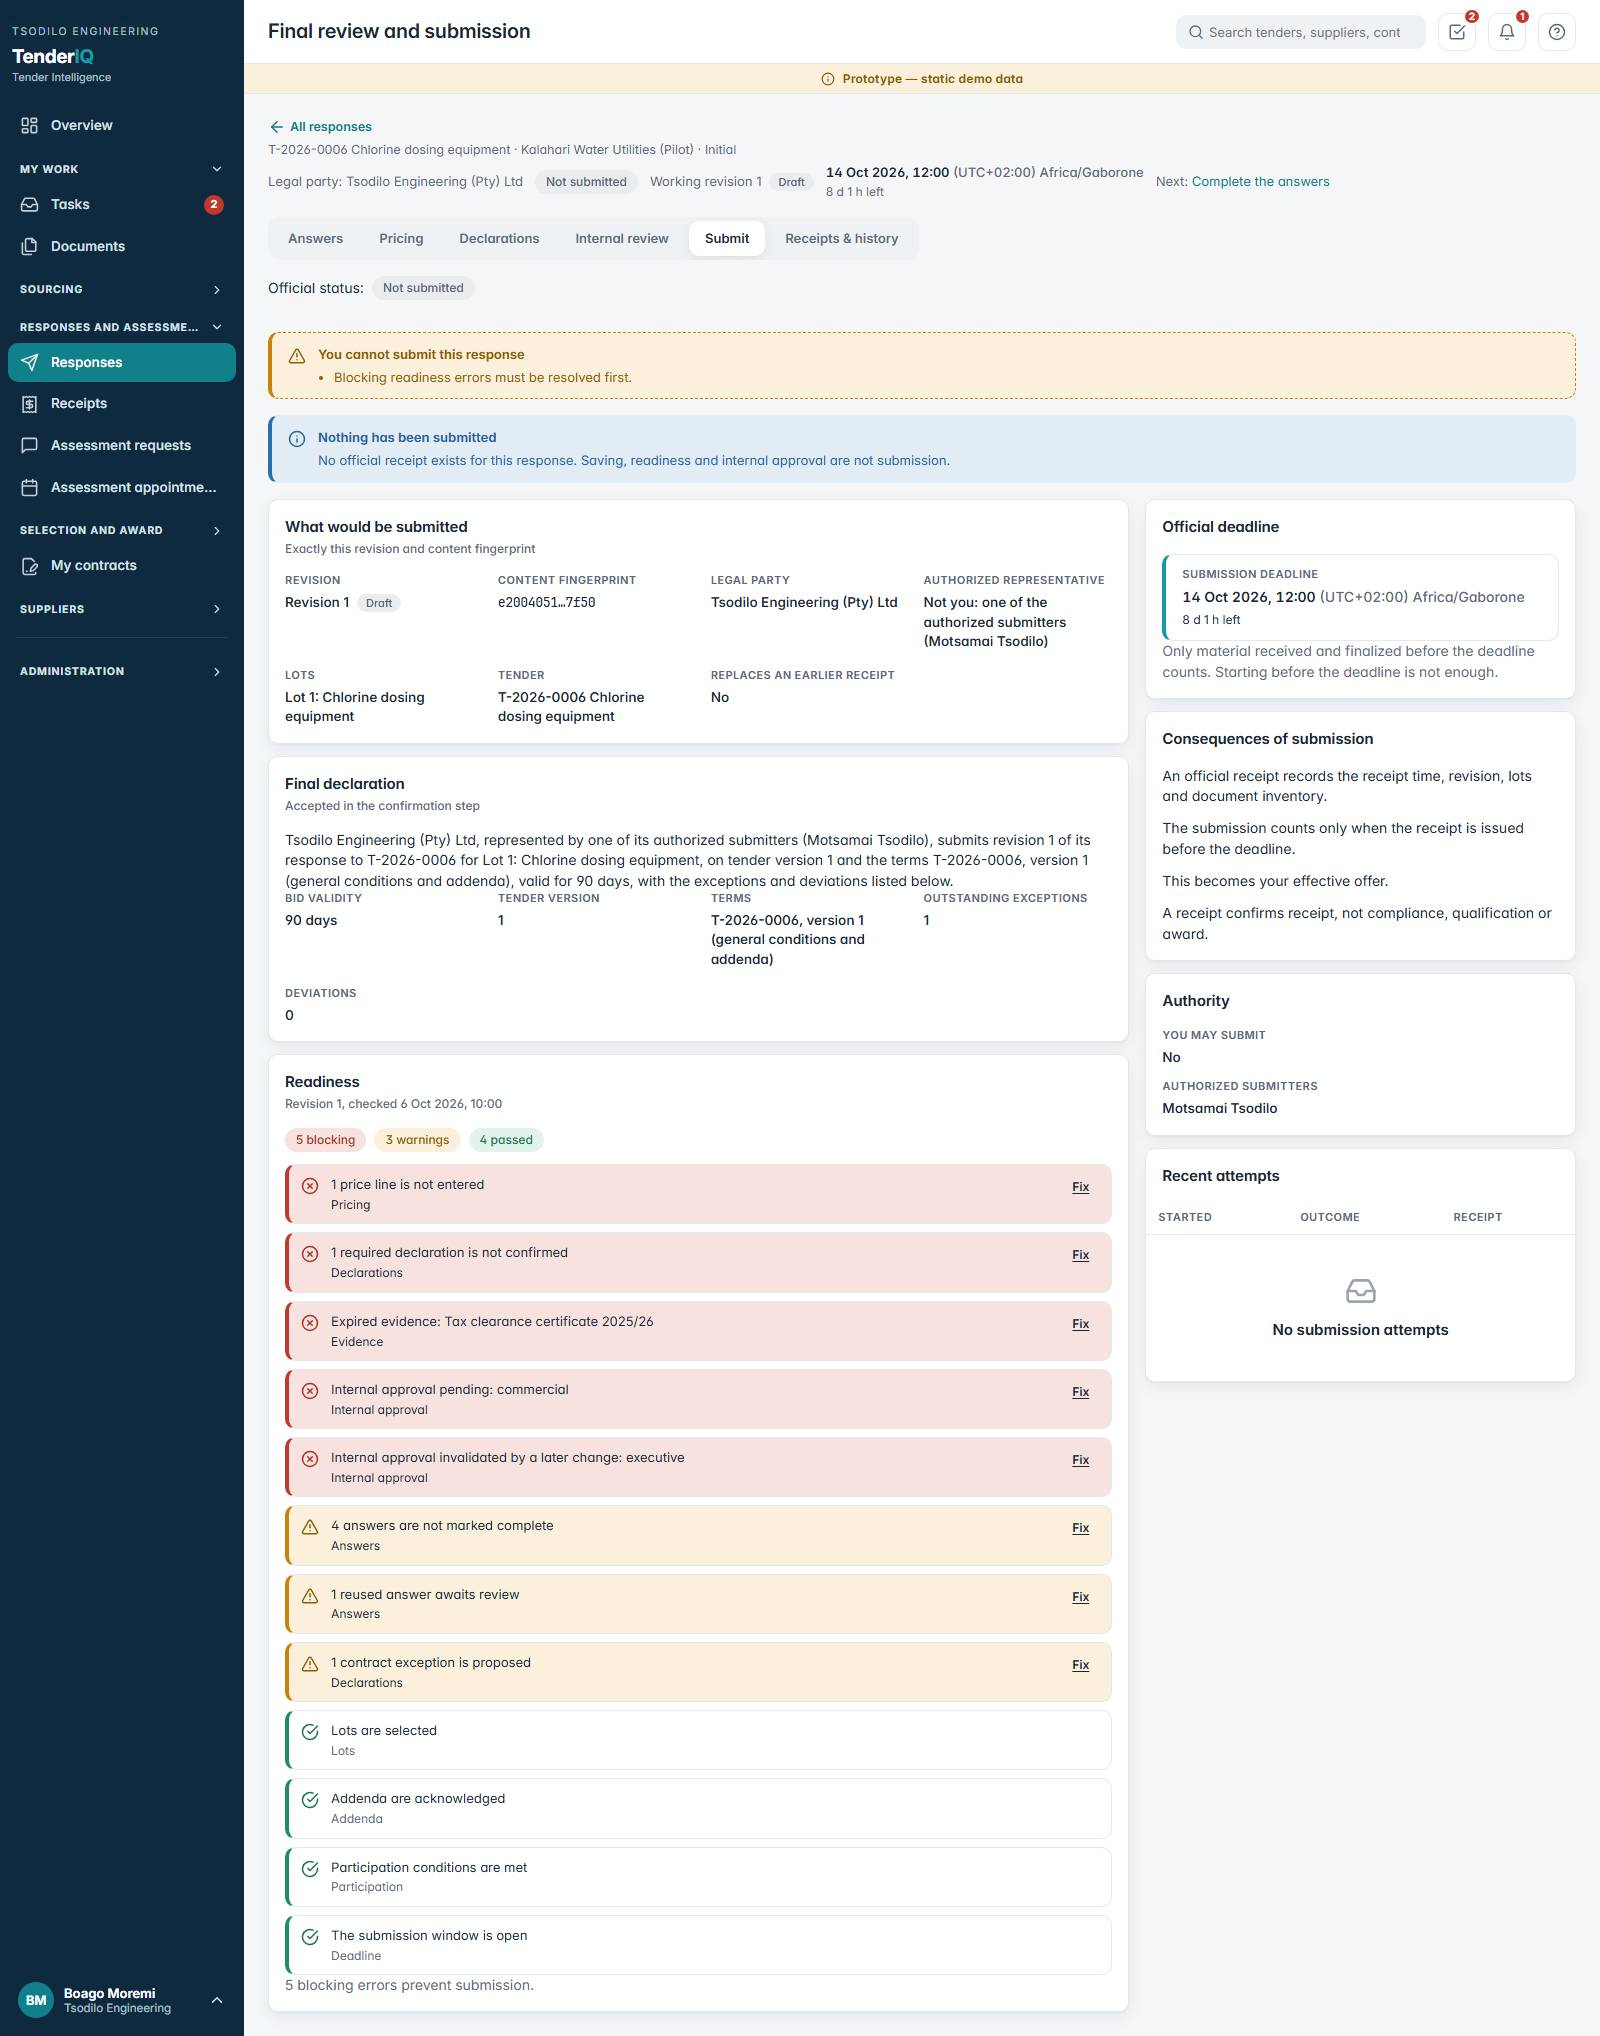 TSODILO ENGINEERING
TenderIQ
Tender Intelligence
Overview
MY WORK
Tasks
2
Documents
SOURCING
RESPONSES AND ASSESSME...
Responses
Receipts
Assessment requests
Assessment appointme...
SELECTION AND AWARD
My contracts
SUPPLIERS
ADMINISTRATION
BM
Boago Moremi
Tsodilo Engineering
Final review and submission
Search tenders, suppliers, cont
2
1
Prototype — static demo data
All responses
T-2026-0006 Chlorine dosing equipment · Kalahari Water Utilities (Pilot) · Initial
Legal party: Tsodilo Engineering (Pty) Ltd
Not submitted
Working revision 1
Draft
14 Oct 2026, 12:00 (UTC+02:00) Africa/Gaborone
8 d 1 h left
Next: Complete the answers
Answers
Pricing
Declarations
Internal review
Submit
Receipts & history
Official status:
Not submitted
You cannot submit this response
• Blocking readiness errors must be resolved first.
Nothing has been submitted
No official receipt exists for this response. Saving, readiness and internal approval are not submission.
What would be submitted
Exactly this revision and content fingerprint
REVISION
Revision 1
Draft
CONTENT FINGERPRINT
e2004051…7f50
LEGAL PARTY
Tsodilo Engineering (Pty) Ltd
AUTHORIZED REPRESENTATIVE
Not you: one of the
authorized submitters
(Motsamai Tsodilo)
LOTS
Lot 1: Chlorine dosing
equipment
TENDER
T-2026-0006 Chlorine
dosing equipment
REPLACES AN EARLIER RECEIPT
No
Final declaration
Accepted in the confirmation step
Tsodilo Engineering (Pty) Ltd, represented by one of its authorized submitters (Motsamai Tsodilo), submits revision 1 of its
response to T-2026-0006 for Lot 1: Chlorine dosing equipment, on tender version 1 and the terms T-2026-0006, version 1
(general conditions and addenda), valid for 90 days, with the exceptions and deviations listed below.
BID VALIDITY
90 days
TENDER VERSION
1
TERMS
T-2026-0006, version 1
(general conditions and
addenda)
OUTSTANDING EXCEPTIONS
1
DEVIATIONS
0
Readiness
Revision 1, checked 6 Oct 2026, 10:00
5 blocking
3 warnings
4 passed
1 price line is not entered
Pricing
Fix
1 required declaration is not confirmed
Declarations
Fix
Expired evidence: Tax clearance certificate 2025/26
Evidence
Fix
Internal approval pending: commercial
Internal approval
Fix
Internal approval invalidated by a later change: executive
Internal approval
Fix
4 answers are not marked complete
Answers
Fix
1 reused answer awaits review
Answers
Fix
1 contract exception is proposed
Declarations
Fix
Lots are selected
Lots
Addenda are acknowledged
Addenda
Participation conditions are met
Participation
The submission window is open
Deadline
5 blocking errors prevent submission.
Official deadline
SUBMISSION DEADLINE
14 Oct 2026, 12:00 (UTC+02:00) Africa/Gaborone
8 d 1 h left
Only material received and finalized before the deadline
counts. Starting before the deadline is not enough.
Consequences of submission
An official receipt records the receipt time, revision, lots
and document inventory.
The submission counts only when the receipt is issued
before the deadline.
This becomes your effective offer.
A receipt confirms receipt, not compliance, qualification or
award.
Authority
YOU MAY SUBMIT
No
AUTHORIZED SUBMITTERS
Motsamai Tsodilo
Recent attempts
STARTED
OUTCOME
RECEIPT
No submission attempts